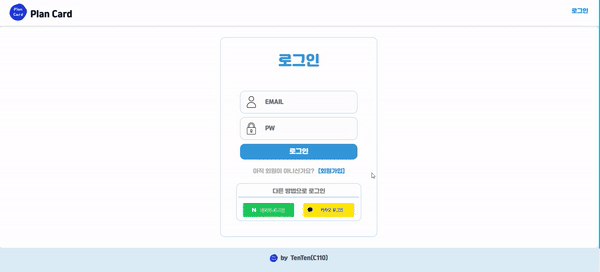 Plan
Card
Plan Card
로그인
로그인
EMAIL
PW
로그인
아직 회원이 아니신가요? [회원가입]
다른 방법으로 로그인
N 네이버 로그인
카카오 로그인
by TenTen(C110)